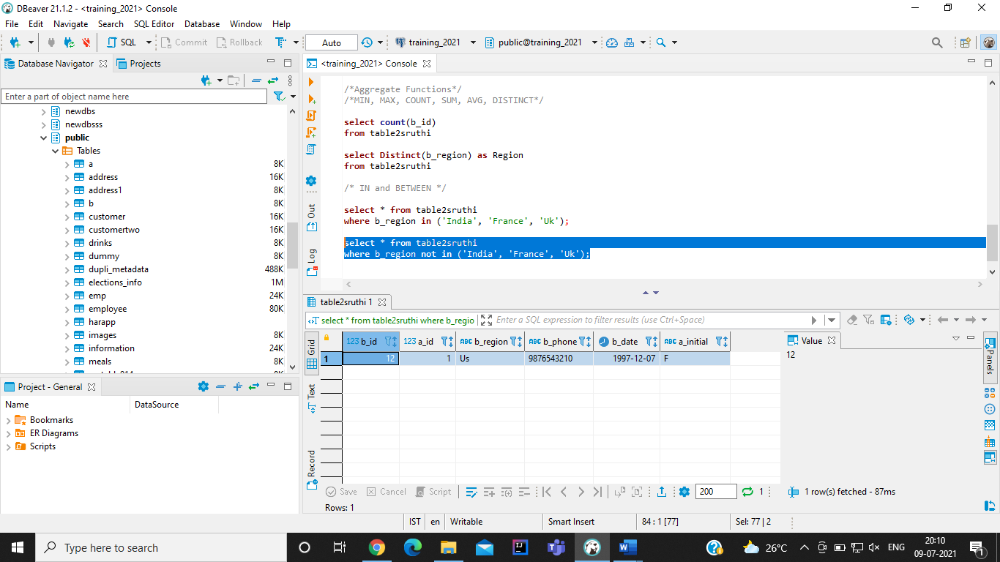 DBeaver 21.1.2 - <training_2021> Console
File Edit Navigate Search SQL Editor Database Window Help
SQL Commit Rollback Auto training_2021 public@training_2021
Database Navigator Projects
Enter a part of object name here
newdbs
newdbsss
public
Tables
a 8K
address 16K
address1 8K
b 8K
customer 16K
customertwo 16K
drinks 8K
dummy 8K
dupli_metadata 488K
elections_info 1M
emp 24K
employee 80K
harapp
images 8K
information 24K
meals 8K
Project - General
Name DataSource
Bookmarks
ER Diagrams
Scripts
<training_2021> Console
/*Aggregate Functions*/
/*MIN, MAX, COUNT, SUM, AVG, DISTINCT*/
select count(b_id)
from table2sruthi
select Distinct(b_region) as Region
from table2sruthi
/* IN and BETWEEN */
select * from table2sruthi
where b_region in ('India', 'France', 'Uk');
select * from table2sruthi
where b_region not in ('India', 'France', 'Uk');
Out
Log
table2sruthi 1
select * from table2sruthi where b_regio Enter a SQL expression to filter results (use Ctrl+Space)
Grid
Text
Record
123 b_id 123 a_id ABC b_region ABC b_phone b_date ABC a_initial
1 12 1 Us 9876543210 1997-12-07 F
Value
12
Panels
Save Cancel Script 200 1 1 row(s) fetched - 87ms
Rows: 1
IST en Writable Smart Insert 84 : 1 [77] Sel: 77 | 2
Type here to search 26°C ENG 20:10
09-07-2021
1